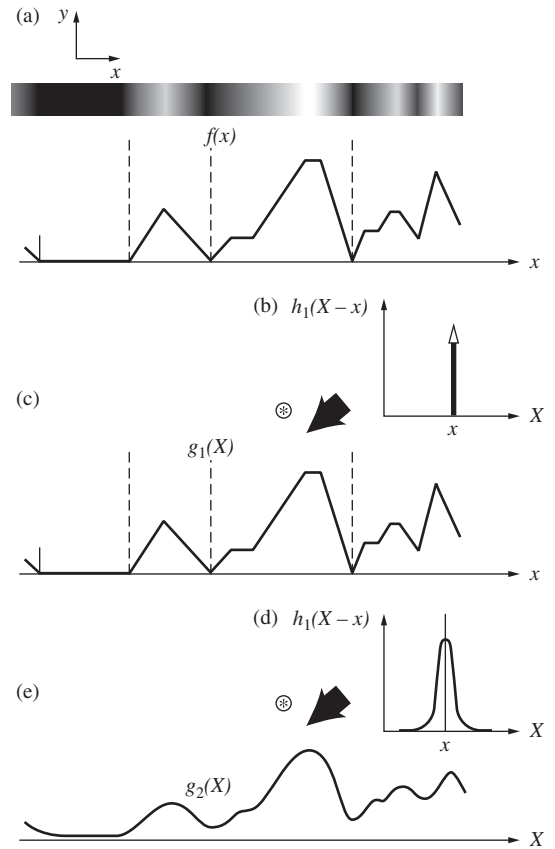 (a)
y
x
f(x)
x
(b) h₁(X – x)
X
x
(c)
⊛
g₁(X)
x
(d) h₁(X – x)
X
x
(e)
⊛
g₂(X)
X